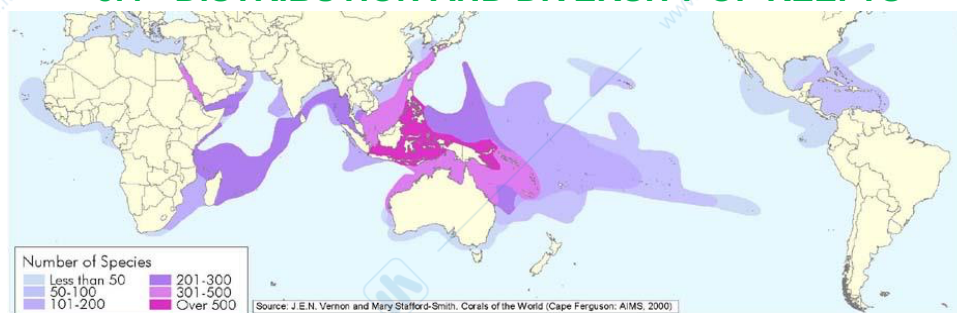 Number of Species
Less than 50
50-100
101-200
201-300
301-500
Over 500
Source: J.E.N. Vernon and Mary Stafford-Smith, Corals of the World (Cape Ferguson: AIMS, 2000)